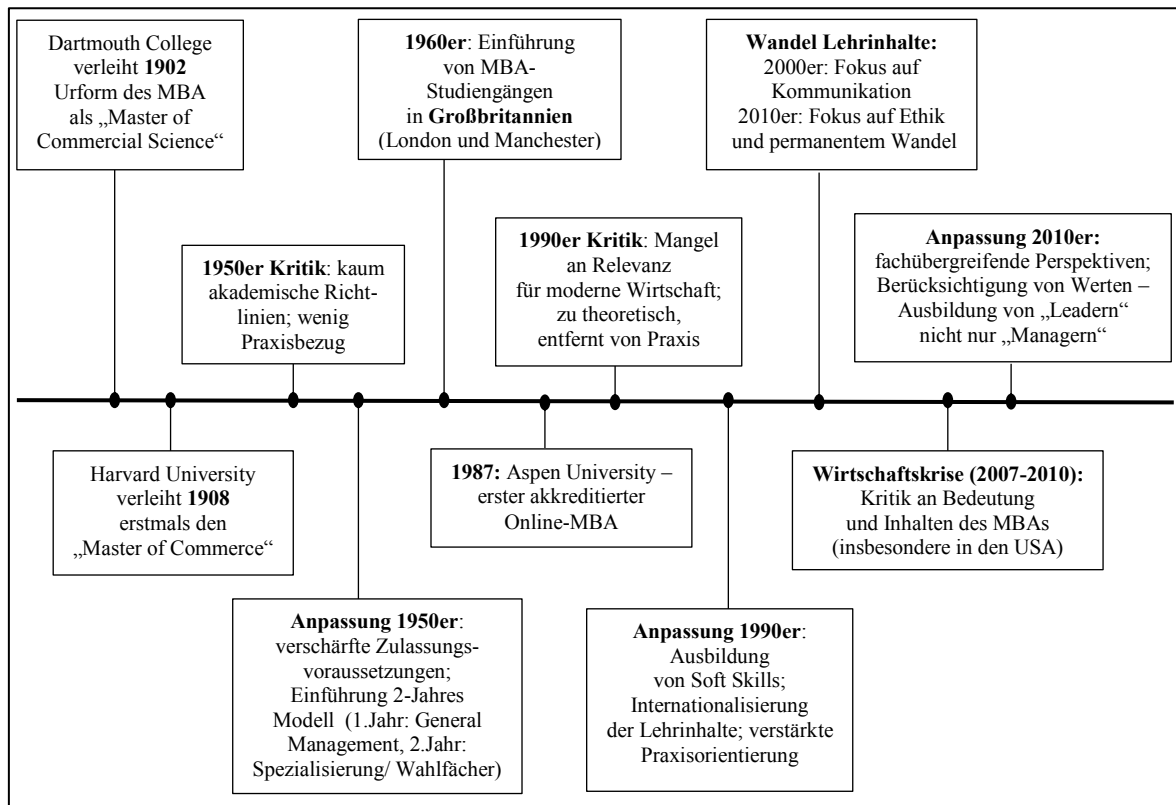 Dartmouth College
verleiht 1902
Urform des MBA
als „Master of
Commercial Science“
1960er: Einführung
von MBA-
Studiengängen
in Großbritannien
(London und Manchester)
Wandel Lehrinhalte:
2000er: Fokus auf
Kommunikation
2010er: Fokus auf Ethik
und permanentem Wandel
1950er Kritik: kaum
akademische Richt-
linien; wenig
Praxisbezug
1990er Kritik: Mangel
an Relevanz
für moderne Wirtschaft;
zu theoretisch,
entfernt von Praxis
Anpassung 2010er:
fachübergreifende Perspektiven;
Berücksichtigung von Werten –
Ausbildung von „Leadern“
nicht nur „Managern“
Harvard University
verleiht 1908
erstmals den
„Master of Commerce“
1987: Aspen University –
erster akkreditierter
Online-MBA
Wirtschaftskrise (2007-2010):
Kritik an Bedeutung
und Inhalten des MBAs
(insbesondere in den USA)
Anpassung 1950er:
verschärfte Zulassungs-
voraussetzungen;
Einführung 2-Jahres
Modell (1.Jahr: General
Management, 2.Jahr:
Spezialisierung/ Wahlfächer)
Anpassung 1990er:
Ausbildung
von Soft Skills;
Internationalisierung
der Lehrinhalte; verstärkte
Praxisorientierung